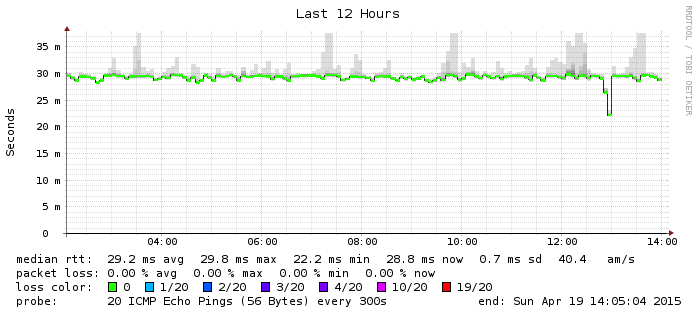 Last 12 Hours
RRDTOOL / TOBI OETIKER
Seconds
35 m
30 m
25 m
20 m
15 m
10 m
5 m
0
04:00 06:00 08:00 10:00 12:00 14:00
median rtt: 29.2 ms avg 29.8 ms max 22.2 ms min 28.8 ms now 0.7 ms sd 40.4 am/s
packet loss: 0.00 % avg 0.00 % max 0.00 % min 0.00 % now
loss color: 0 1/20 2/20 3/20 4/20 10/20 19/20
probe: 20 ICMP Echo Pings (56 Bytes) every 300s end: Sun Apr 19 14:05:04 2015